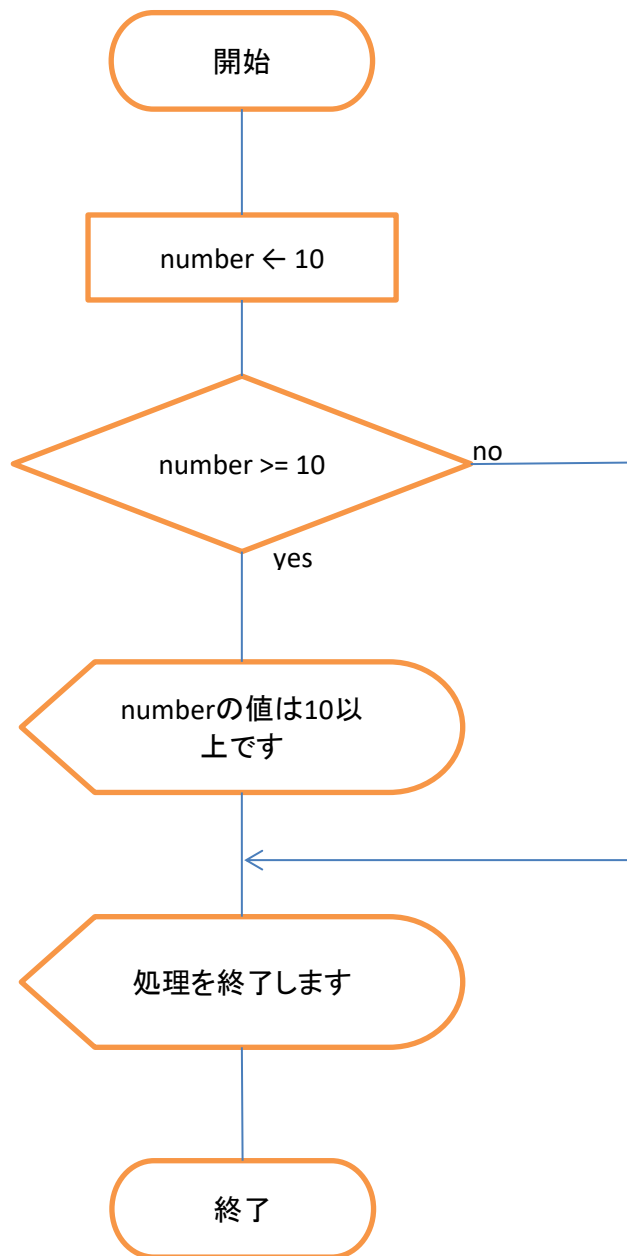 開始
number ← 10
number >= 10
no
yes
numberの値は10以
上です
処理を終了します
終了